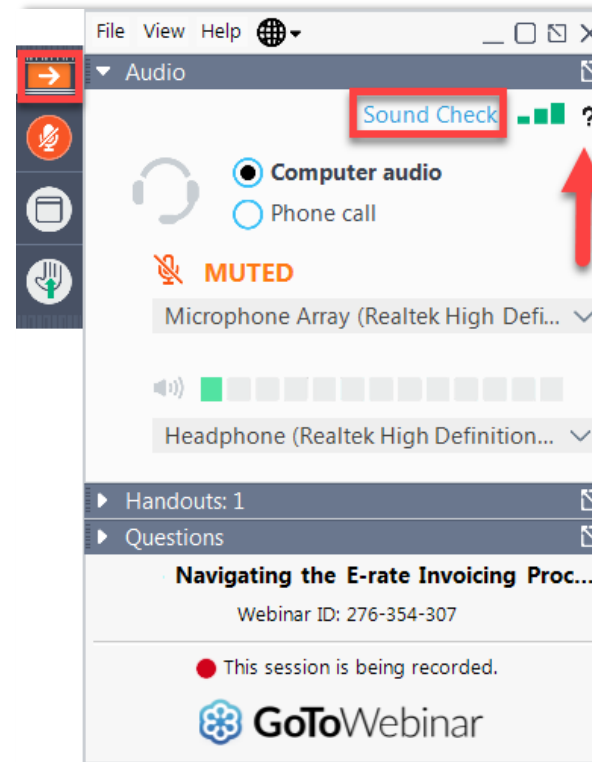 File View Help
Audio
Sound Check ?
Computer audio
Phone call
MUTED
Microphone Array (Realtek High Defi...
Headphone (Realtek High Definition...
Handouts: 1
Questions
Navigating the E-rate Invoicing Proc...
Webinar ID: 276-354-307
This session is being recorded.
GoToWebinar